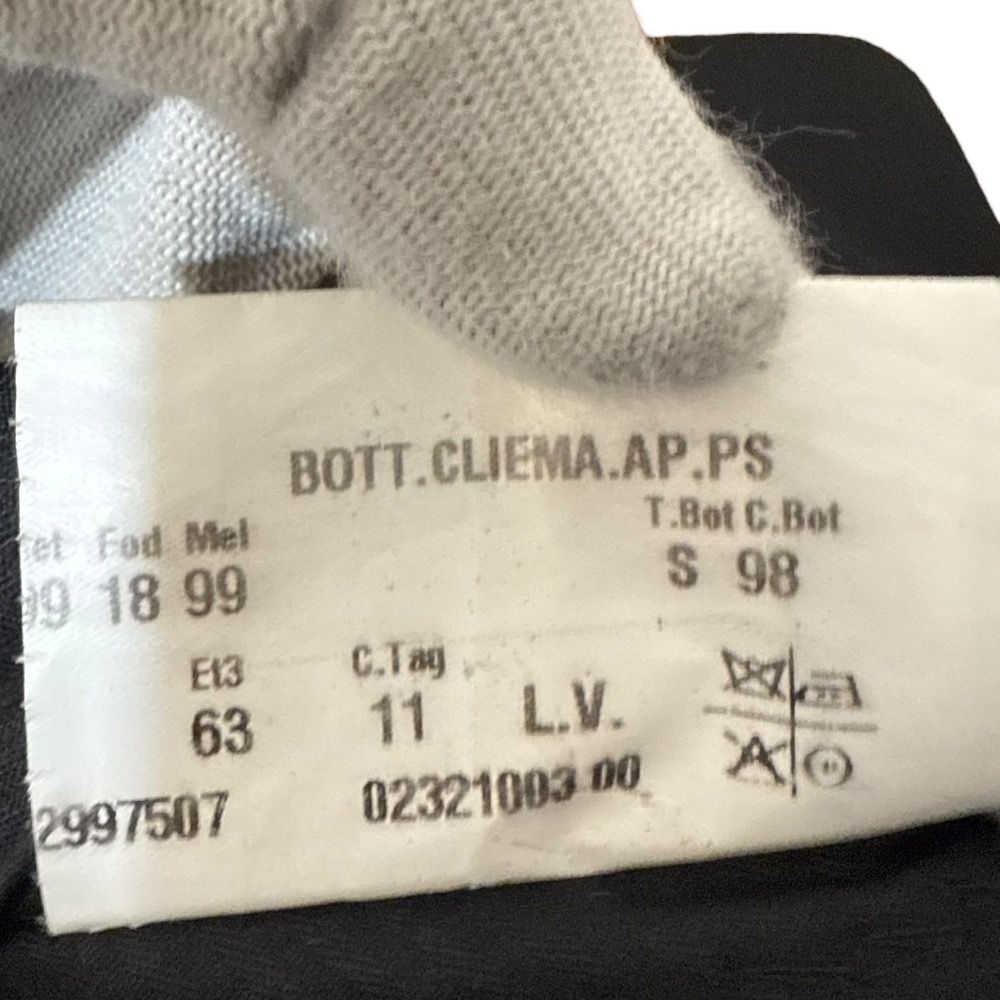 BOTT.CLIEMA.AP.PS
Fod Mel T.Bot C.Bot
18 99 S 98
Et3 C.Tag
63 11 L.V.
2997507 02321003 00